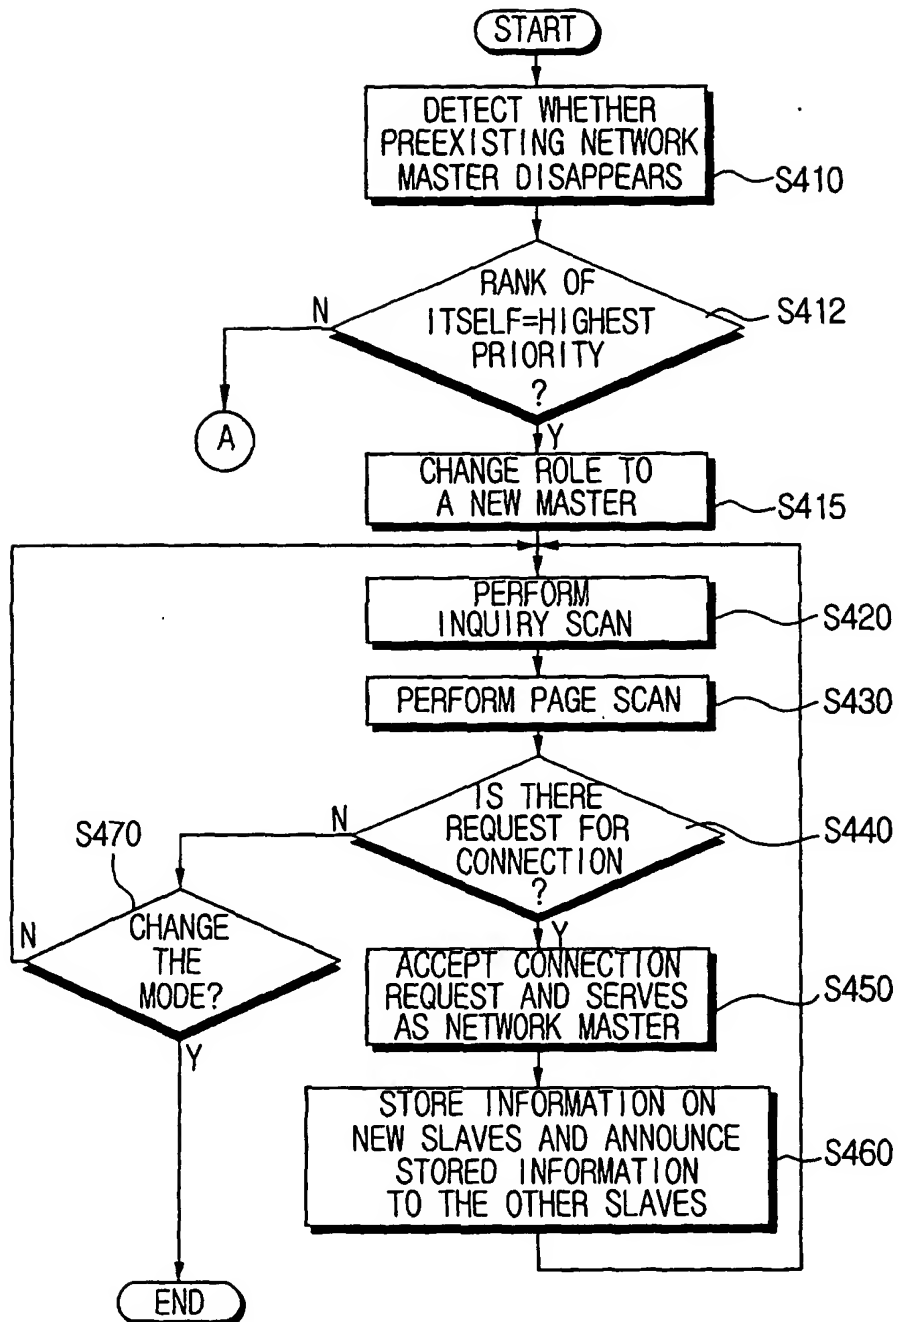 START
DETECT WHETHER
PREEXISTING NETWORK
MASTER DISAPPEARS
S410
RANK OF
ITSELF=HIGHEST
PRIORITY
?
S412
N
A
Y
CHANGE ROLE TO
A NEW MASTER
S415
PERFORM
INQUIRY SCAN
S420
PERFORM PAGE SCAN
S430
IS THERE
REQUEST FOR
CONNECTION
?
S440
N
S470
CHANGE
THE
MODE?
N
Y
Y
ACCEPT CONNECTION
REQUEST AND SERVES
AS NETWORK MASTER
S450
STORE INFORMATION ON
NEW SLAVES AND ANNOUNCE
STORED INFORMATION
TO THE OTHER SLAVES
S460
END